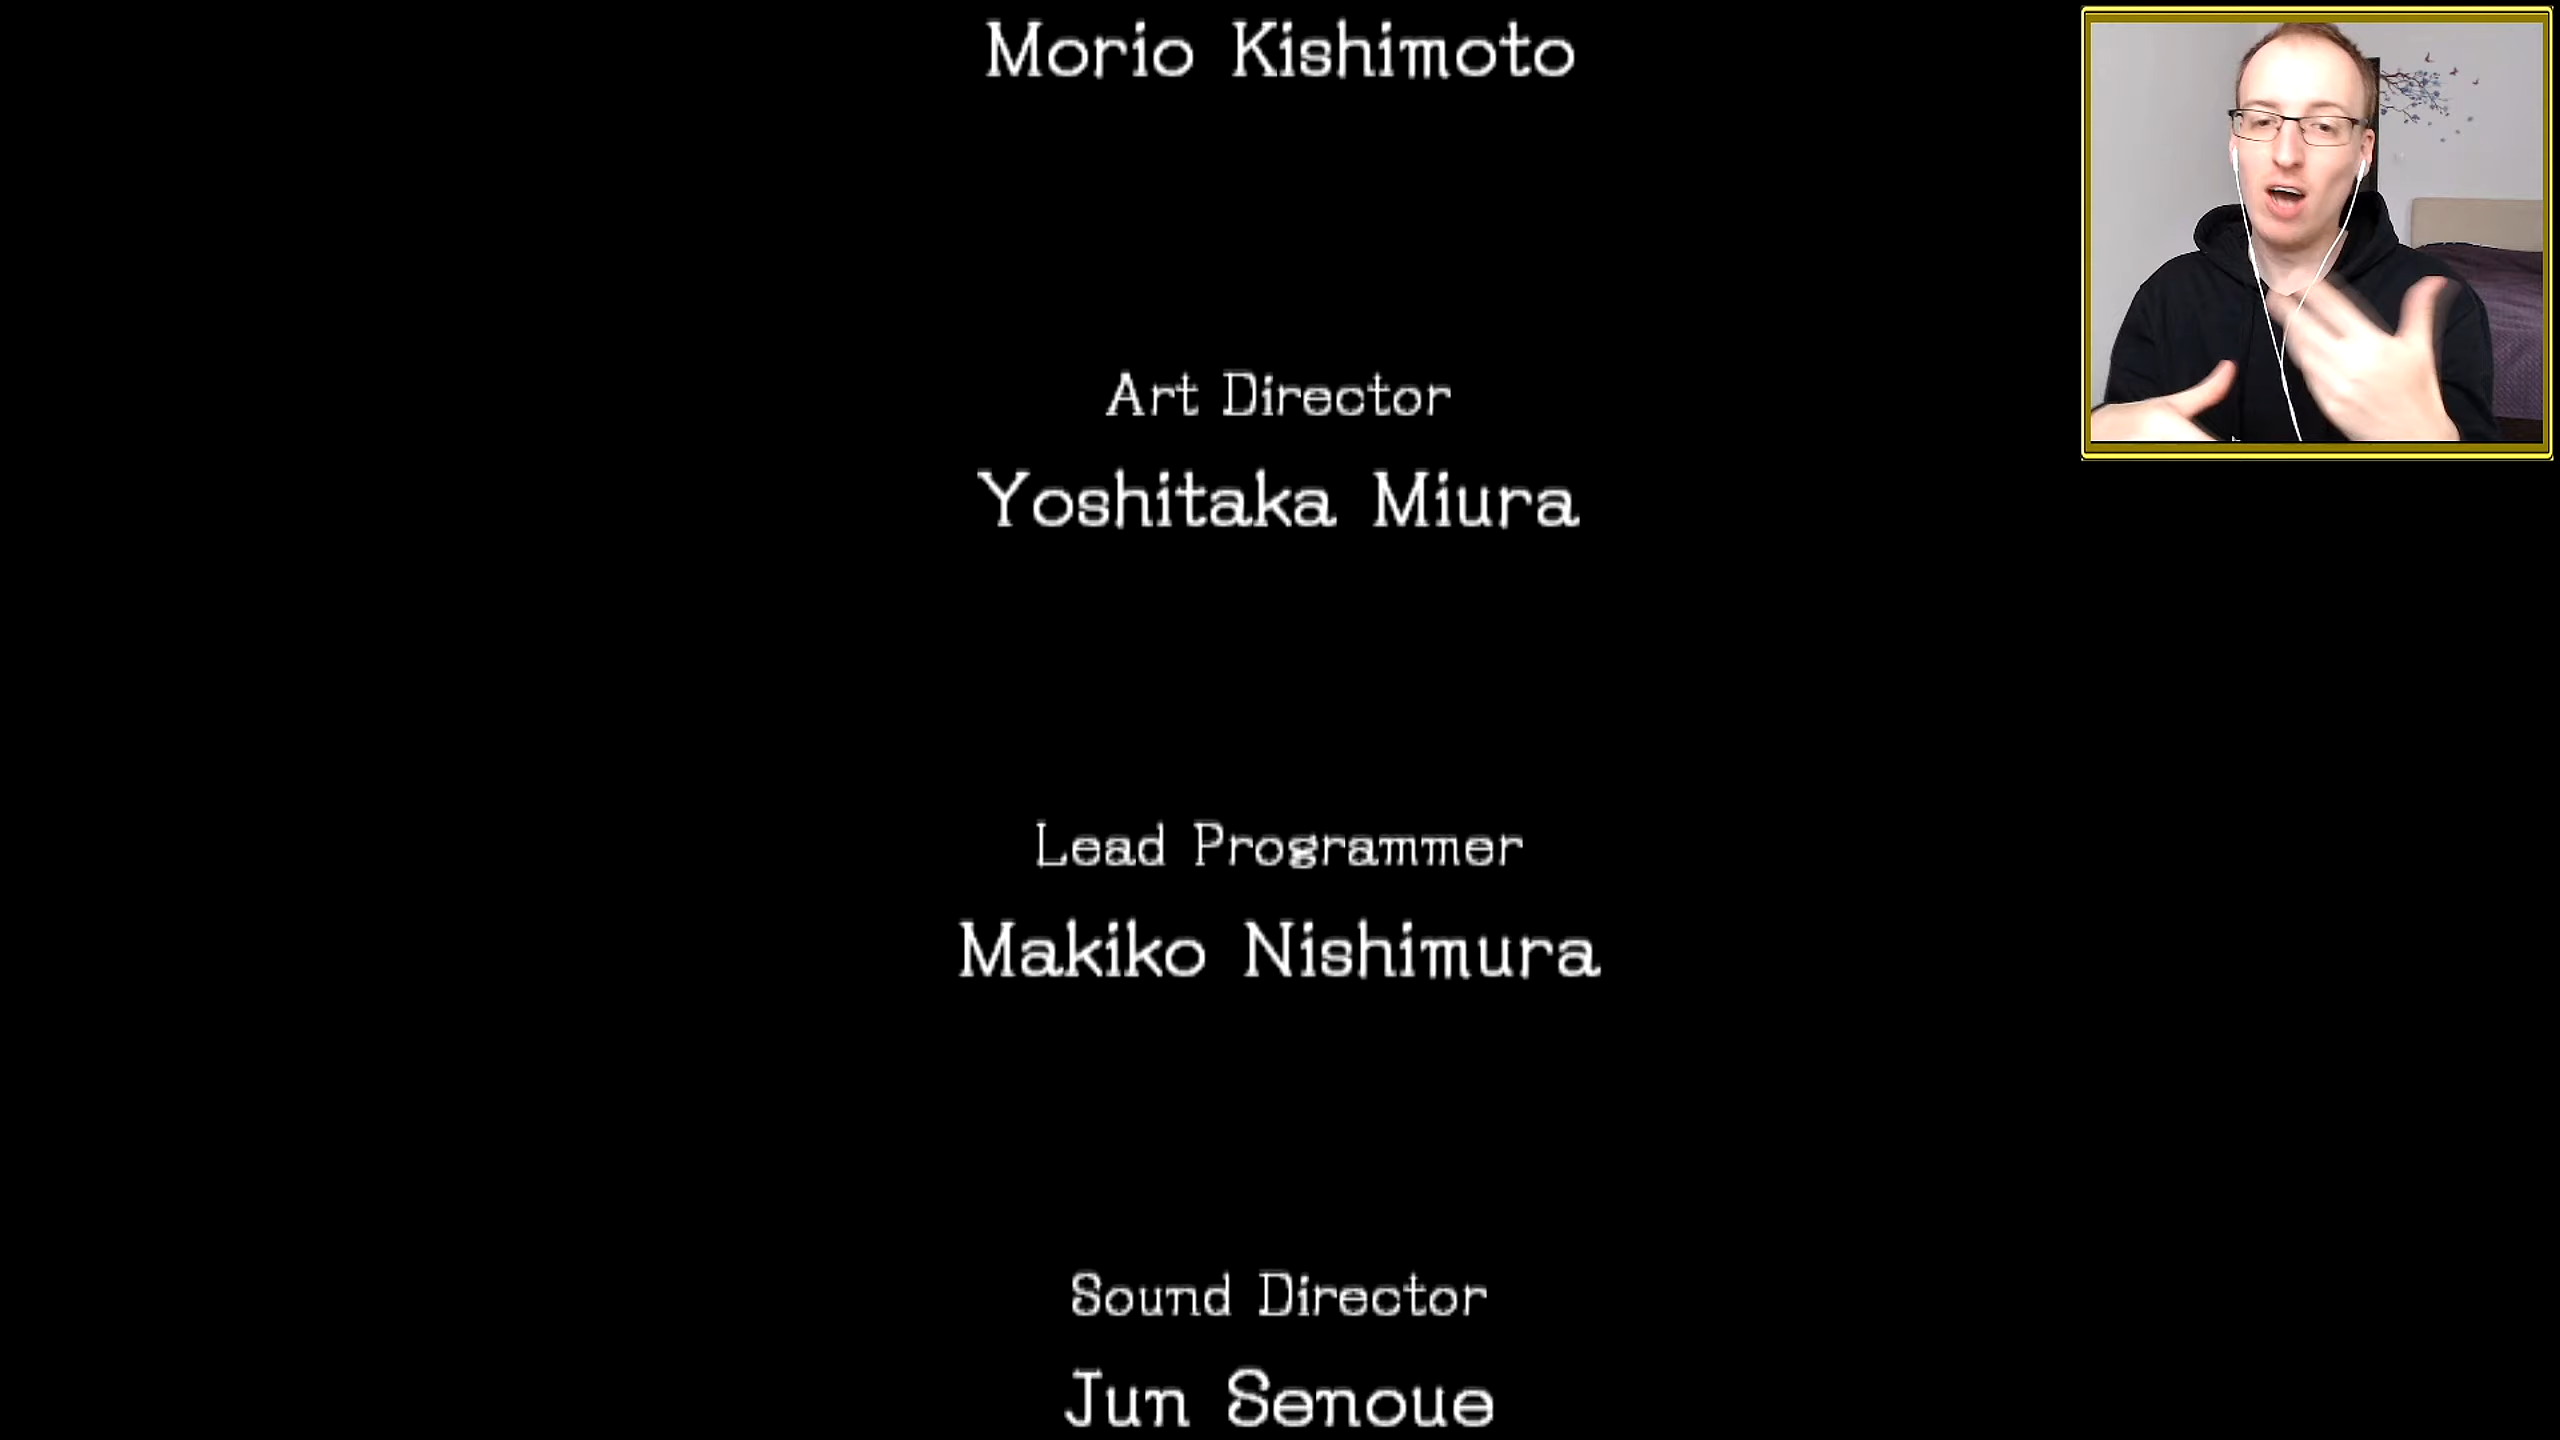 Morio Kishimoto
Art Director
Yoshitaka Miura
Lead Programmer
Makiko Nishimura
Sound Director
Jun Senoue